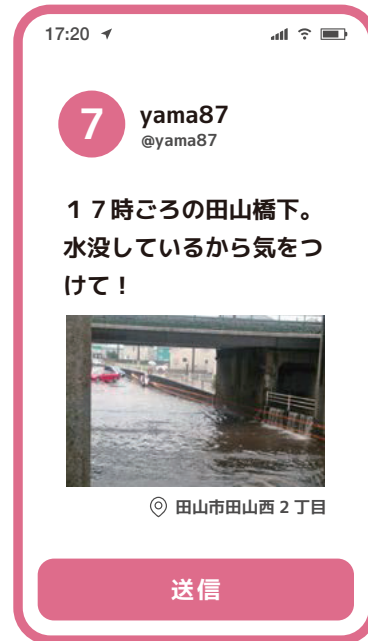 17:20
7
yama87
@yama87
１７時ごろの田山橋下。
水没しているから気をつ
けて！
田山市田山西２丁目
送信